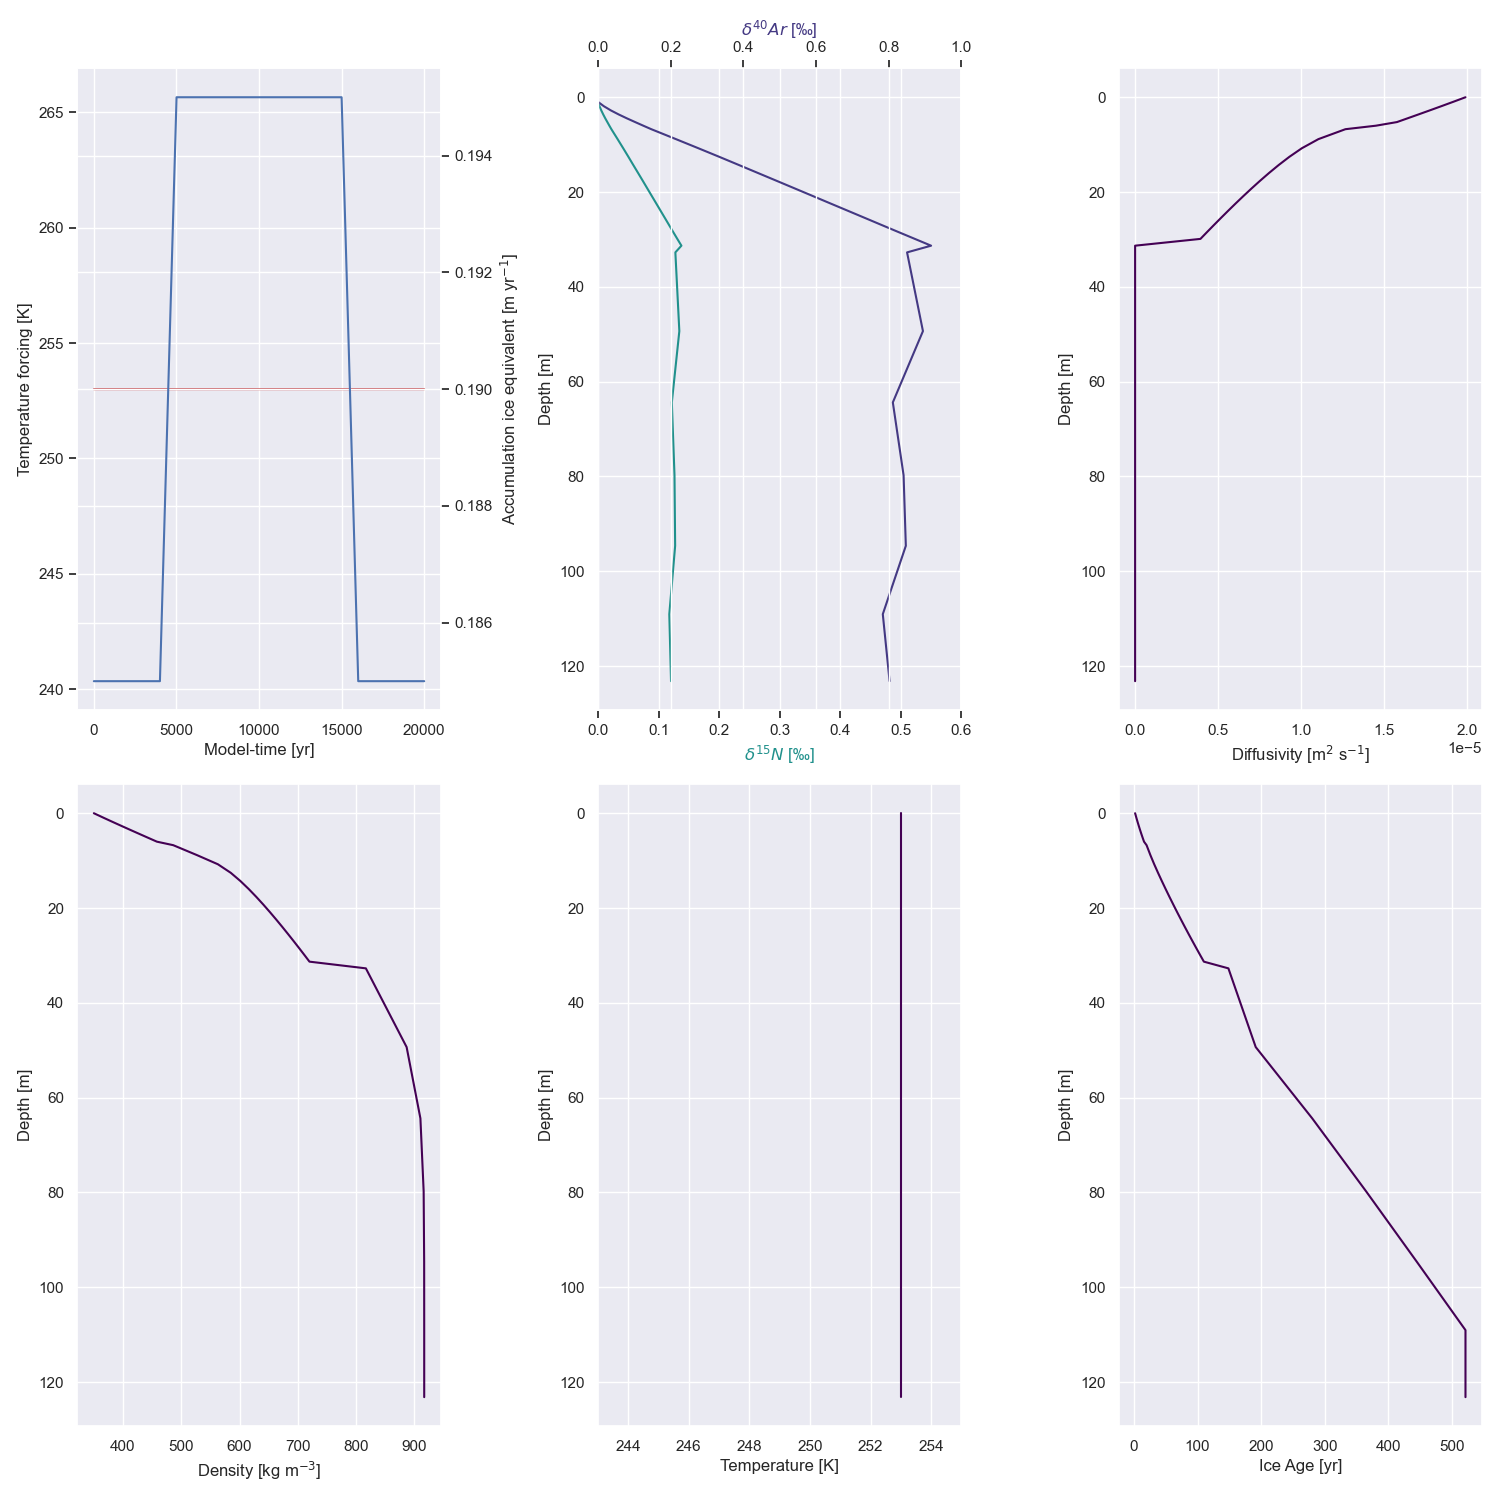 δ⁴⁰Ar [‰]
0.0 0.2 0.4 0.6 0.8 1.0
265
260
255
250
245
240
Temperature forcing [K]
0 5000 10000 15000 20000
Model-time [yr]
0.194
0.192
0.190
0.188
0.186
Accumulation ice equivalent [m yr⁻¹]
0
20
40
60
80
100
120
Depth [m]
0.0 0.1 0.2 0.3 0.4 0.5 0.6
δ¹⁵N [‰]
0
20
40
60
80
100
120
Depth [m]
0.0 0.5 1.0 1.5 2.0
1e−5
Diffusivity [m² s⁻¹]
0
20
40
60
80
100
120
Depth [m]
400 500 600 700 800 900
Density [kg m⁻³]
0
20
40
60
80
100
120
Depth [m]
244 246 248 250 252 254
Temperature [K]
0
20
40
60
80
100
120
Depth [m]
0 100 200 300 400 500
Ice Age [yr]